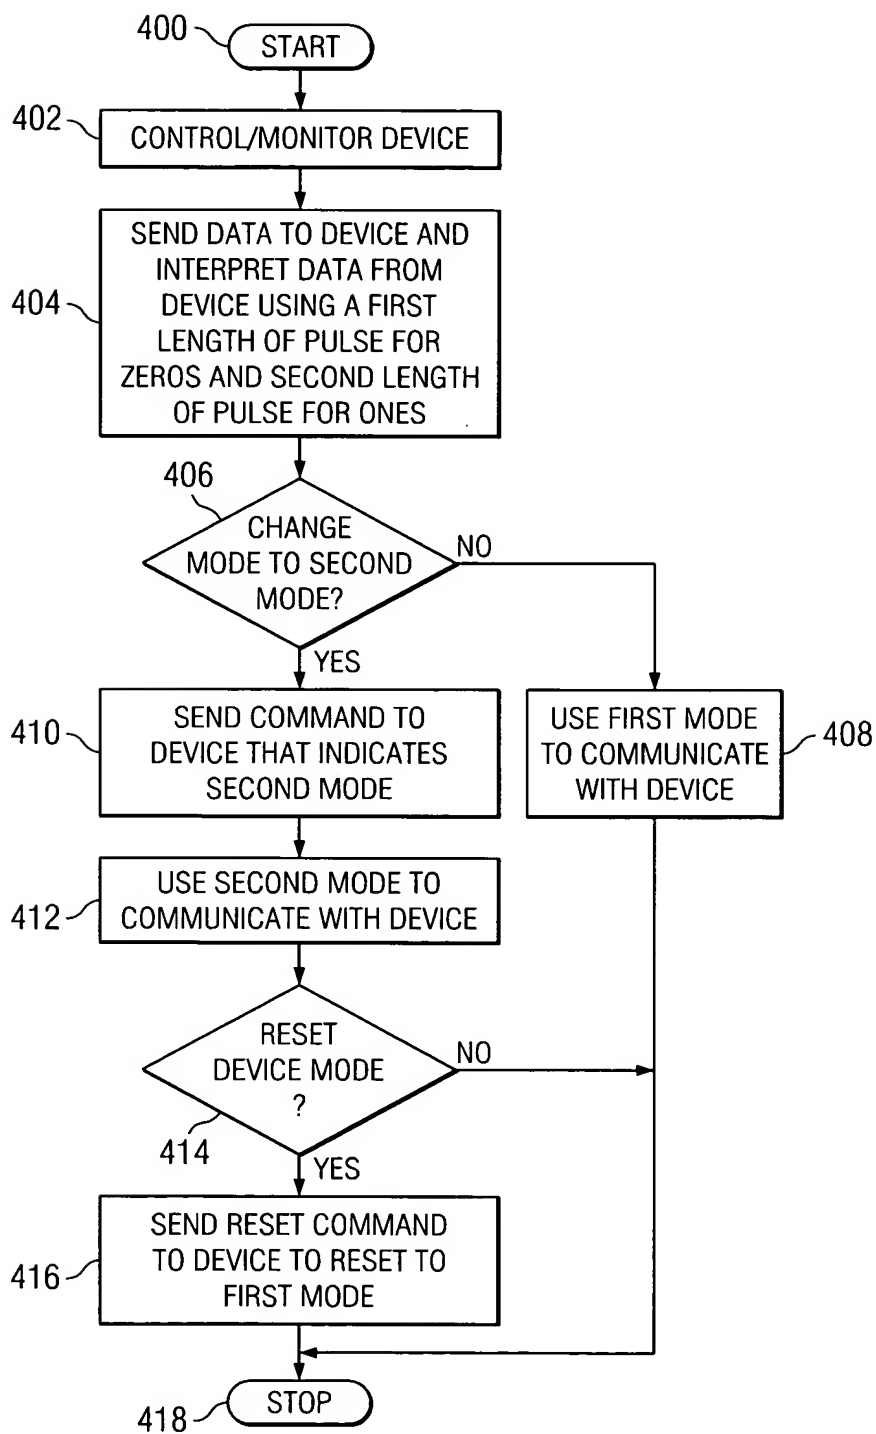 400
START
402
CONTROL/MONITOR DEVICE
404
SEND DATA TO DEVICE AND
INTERPRET DATA FROM
DEVICE USING A FIRST
LENGTH OF PULSE FOR
ZEROS AND SECOND LENGTH
OF PULSE FOR ONES
406
CHANGE
MODE TO SECOND
MODE?
NO
YES
410
SEND COMMAND TO
DEVICE THAT INDICATES
SECOND MODE
USE FIRST MODE
TO COMMUNICATE
WITH DEVICE
408
412
USE SECOND MODE TO
COMMUNICATE WITH DEVICE
RESET
DEVICE MODE
?
NO
414
YES
416
SEND RESET COMMAND
TO DEVICE TO RESET TO
FIRST MODE
STOP
418